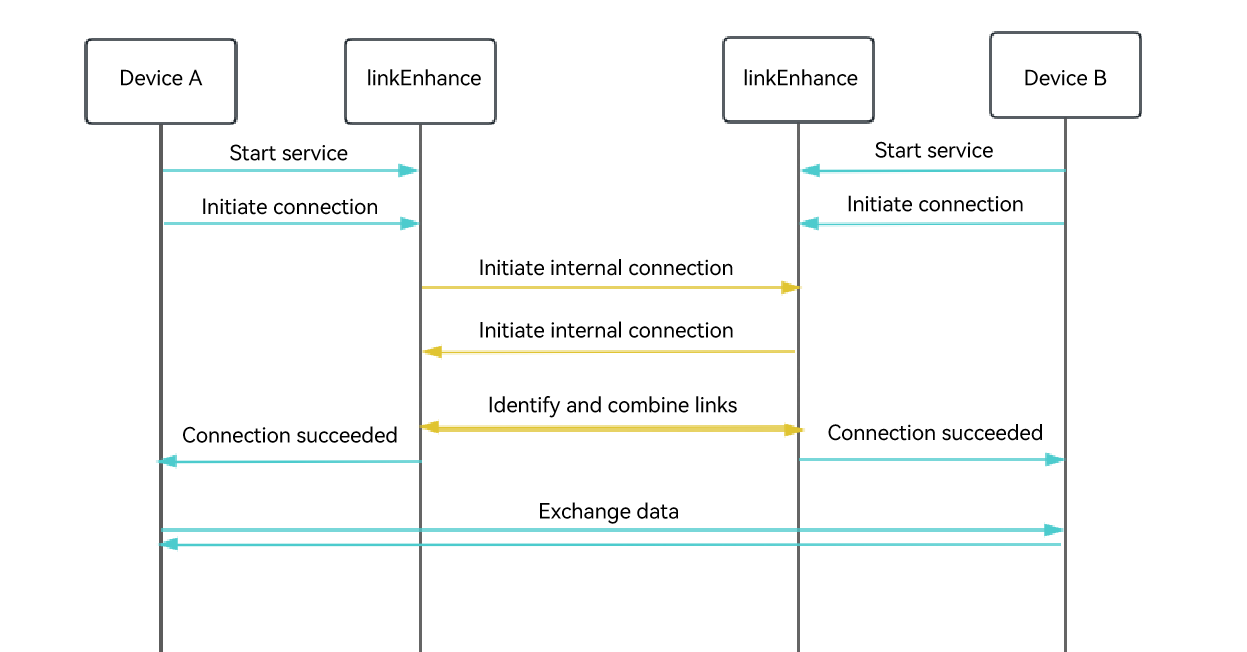 Device A
linkEnhance
linkEnhance
Device B
Start service
Start service
Initiate connection
Initiate connection
Initiate internal connection
Initiate internal connection
Identify and combine links
Connection succeeded
Connection succeeded
Exchange data